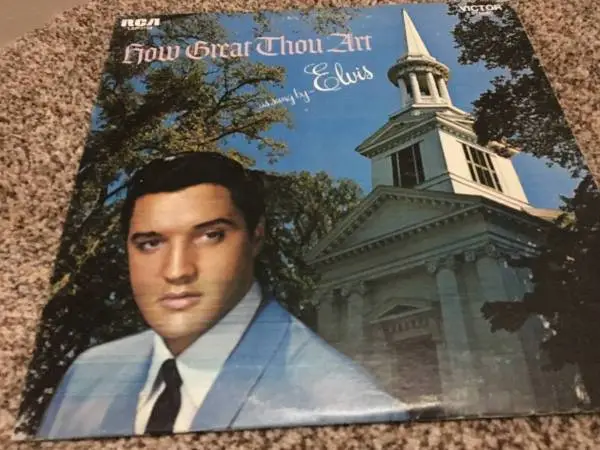 RCA
VICTOR
How Great Thou Art
...as sung by-Elvis